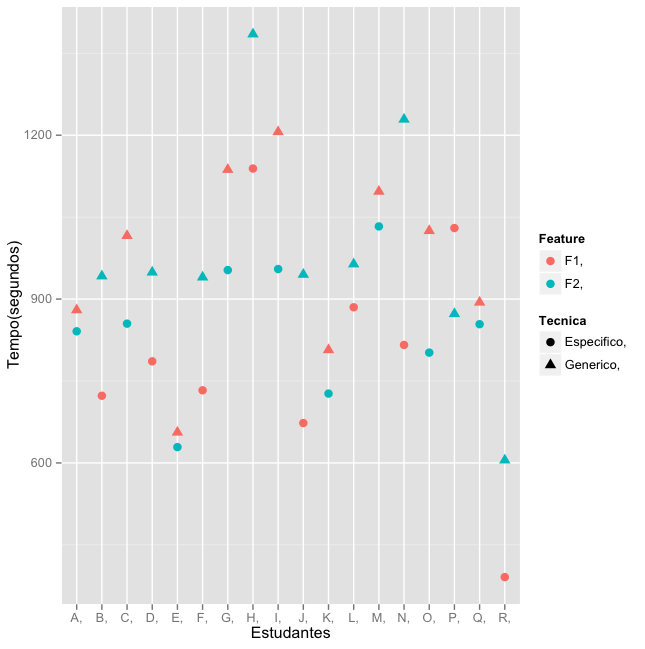 1200
900
600
Tempo(segundos)
A, B, C, D, E, F, G, H, I, J, K, L, M, N, O, P, Q, R,
Estudantes
Feature
F1,
F2,
Tecnica
Especifico,
Generico,